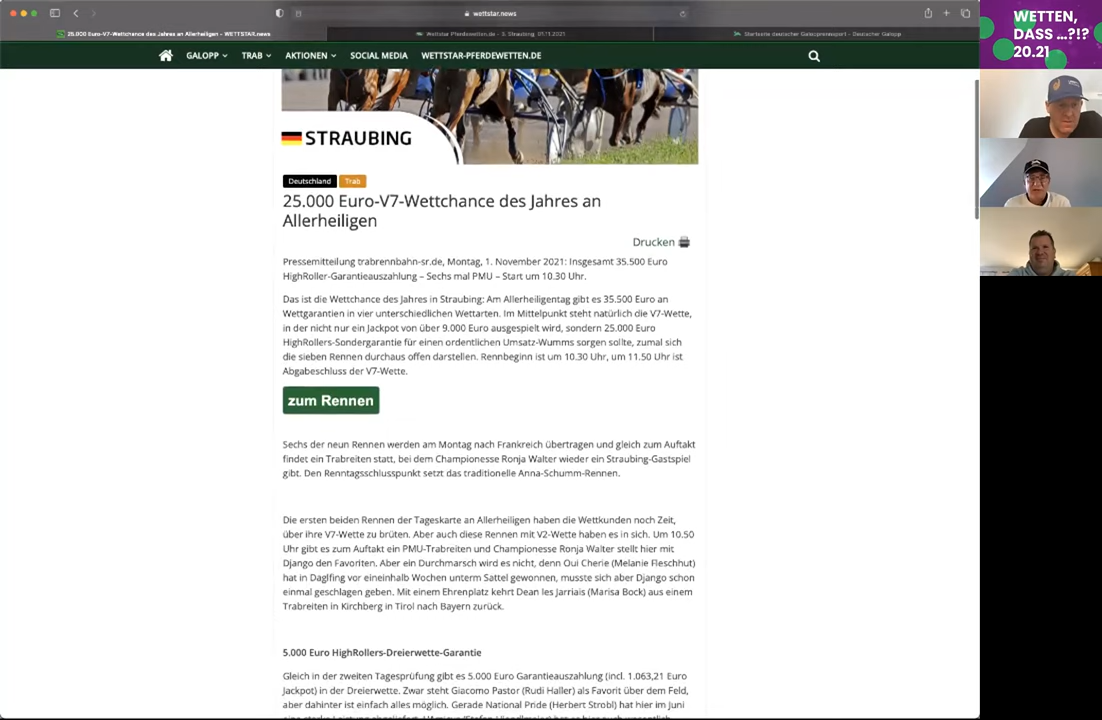 wettstar.news
25.000 Euro-V7-Wettchance des Jahres an Allerheiligen - WETTSTAR.news
Wettstar Pferdewetten.de - 3. Straubing, 01.11.2021
Startseite deutscher Galopprennsport - Deutscher Galopp
GALOPP TRAB AKTIONEN SOCIAL MEDIA WETTSTAR-PFERDEWETTEN.DE
WETTEN,
DASS ...?!?
20.21
STRAUBING
Deutschland Trab
25.000 Euro-V7-Wettchance des Jahres an
Allerheiligen
Drucken
Pressemitteilung trabrennbahn-sr.de, Montag, 1. November 2021: Insgesamt 35.500 Euro
HighRoller-Garantieauszahlung – Sechs mal PMU – Start um 10.30 Uhr.
Das ist die Wettchance des Jahres in Straubing: Am Allerheiligentag gibt es 35.500 Euro an
Wettgarantien in vier unterschiedlichen Wettarten. Im Mittelpunkt steht natürlich die V7-Wette,
in der nicht nur ein Jackpot von über 9.000 Euro ausgespielt wird, sondern 25.000 Euro
HighRollers-Sondergarantie für einen ordentlichen Umsatz-Wumms sorgen sollte, zumal sich
die sieben Rennen durchaus offen darstellen. Rennbeginn ist um 10.30 Uhr, um 11.50 Uhr ist
Abgabeschluss der V7-Wette.
zum Rennen
Sechs der neun Rennen werden am Montag nach Frankreich übertragen und gleich zum Auftakt
findet ein Trabreiten statt, bei dem Championesse Ronja Walter wieder ein Straubing-Gastspiel
gibt. Den Renntagsschlusspunkt setzt das traditionelle Anna-Schumm-Rennen.
Die ersten beiden Rennen der Tageskarte an Allerheiligen haben die Wettkunden noch Zeit,
über ihre V7-Wette zu brüten. Aber auch diese Rennen mit V2-Wette haben es in sich. Um 10.50
Uhr gibt es zum Auftakt ein PMU-Trabreiten und Championesse Ronja Walter stellt hier mit
Django den Favoriten. Aber ein Durchmarsch wird es nicht, denn Oui Cherie (Melanie Fleschhut)
hat in Daglfing vor eineinhalb Wochen unterm Sattel gewonnen, musste sich aber Django schon
einmal geschlagen geben. Mit einem Ehrenplatz kehrt Dean les Jarriais (Marisa Bock) aus einem
Trabreiten in Kirchberg in Tirol nach Bayern zurück.
5.000 Euro HighRollers-Dreierwette-Garantie
Gleich in der zweiten Tagesprüfung gibt es 5.000 Euro Garantieauszahlung (incl. 1.063,21 Euro
Jackpot) in der Dreierwette. Zwar steht Giacomo Pastor (Rudi Haller) als Favorit über dem Feld,
aber dahinter ist einfach alles möglich. Gerade National Pride (Herbert Strobl) hat hier im Juni